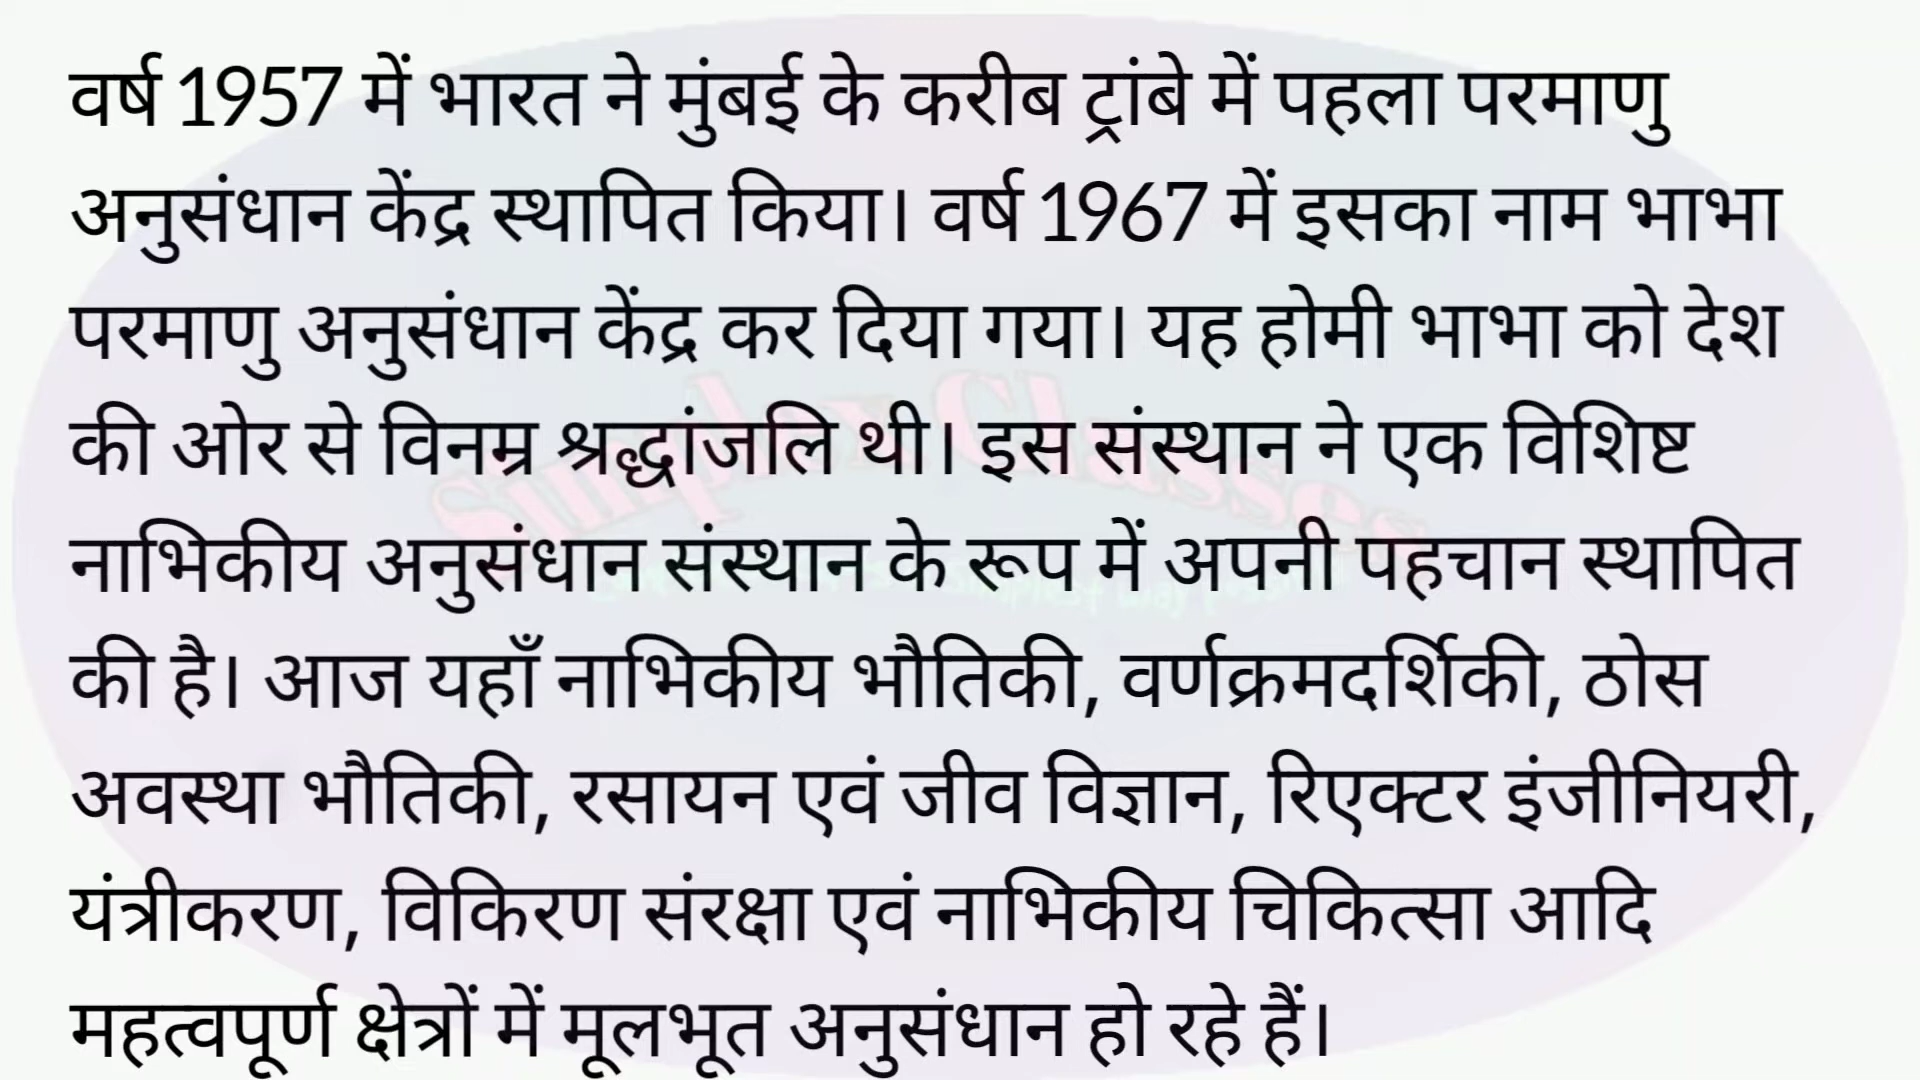 वर्ष 1957 में भारत ने मुंबई के करीब ट्रांबे में पहला परमाणु
अनुसंधान केंद्र स्थापित किया। वर्ष 1967 में इसका नाम भाभा
परमाणु अनुसंधान केंद्र कर दिया गया। यह होमी भाभा को देश
की ओर से विनम्र श्रद्धांजलि थी। इस संस्थान ने एक विशिष्ट
नाभिकीय अनुसंधान संस्थान के रूप में अपनी पहचान स्थापित
की है। आज यहाँ नाभिकीय भौतिकी, वर्णक्रमदर्शिकी, ठोस
अवस्था भौतिकी, रसायन एवं जीव विज्ञान, रिएक्टर इंजीनियरी,
यंत्रीकरण, विकिरण संरक्षा एवं नाभिकीय चिकित्सा आदि
महत्वपूर्ण क्षेत्रों में मूलभूत अनुसंधान हो रहे हैं।
Simplex Classes